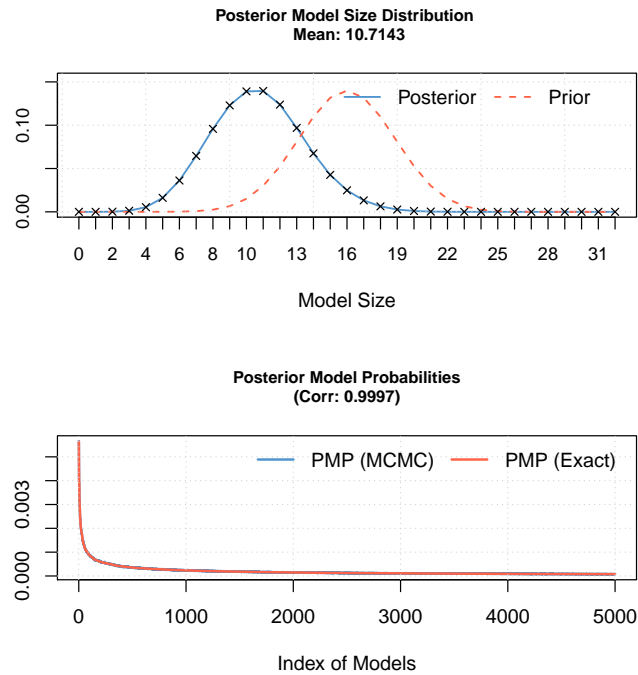 Posterior Model Size Distribution
Mean: 10.7143
0.00 0.10
Posterior Prior
0 2 4 6 8 10 13 16 19 22 25 28 31
Model Size
Posterior Model Probabilities
(Corr: 0.9997)
0.000 0.003
PMP (MCMC) PMP (Exact)
0 1000 2000 3000 4000 5000
Index of Models